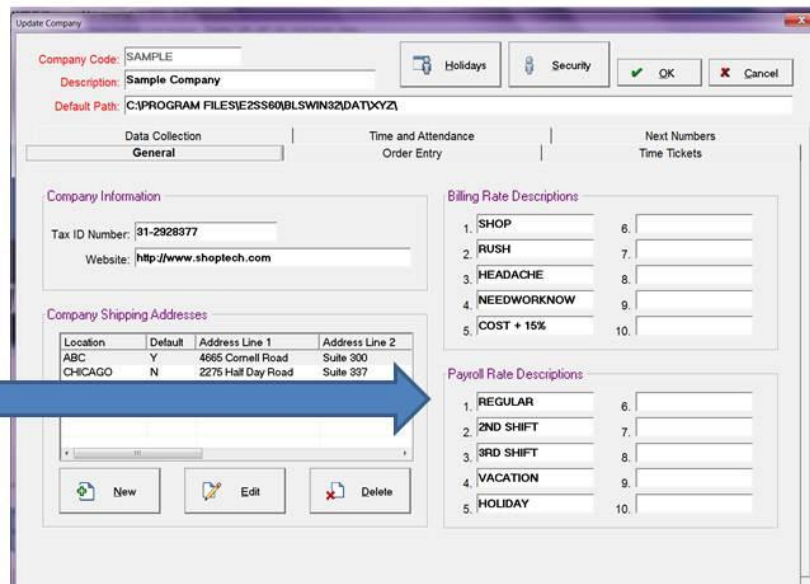 Update Company
Company Code: SAMPLE
Description: Sample Company
Default Path: C:\PROGRAM FILES\E2SS60\BLSWIN32\DAT\XYZ\
Holidays
Security
OK
Cancel
Data Collection Time and Attendance Next Numbers
General Order Entry Time Tickets
Company Information
Tax ID Number: 31-2928377
Website: http://www.shoptech.com
Company Shipping Addresses
Location Default Address Line 1 Address Line 2
ABC Y 4665 Cornell Road Suite 300
CHICAGO N 2275 Half Day Road Suite 337
New
Edit
Delete
Billing Rate Descriptions
1. SHOP 6.
2. RUSH 7.
3. HEADACHE 8.
4. NEEDWORKNOW 9.
5. COST + 15% 10.
Payroll Rate Descriptions
1. REGULAR 6.
2. 2ND SHIFT 7.
3. 3RD SHIFT 8.
4. VACATION 9.
5. HOLIDAY 10.